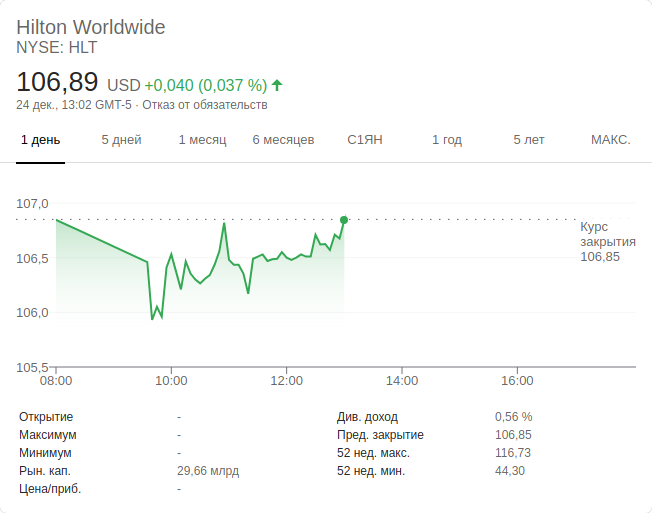 Hilton Worldwide
NYSE: HLT
106,89 USD +0,040 (0,037 %)
24 дек., 13:02 GMT-5 · Отказ от обязательств
1 день 5 дней 1 месяц 6 месяцев С1ЯН 1 год 5 лет МАКС.
107,0
Курс
закрытия
106,5 106,85
106,0
105,5
08:00 10:00 12:00 14:00 16:00
Открытие - Див. доход 0,56 %
Максимум - Пред. закрытие 106,85
Минимум - 52 нед. макс. 116,73
Рын. кап. 29,66 млрд 52 нед. мин. 44,30
Цена/приб. -